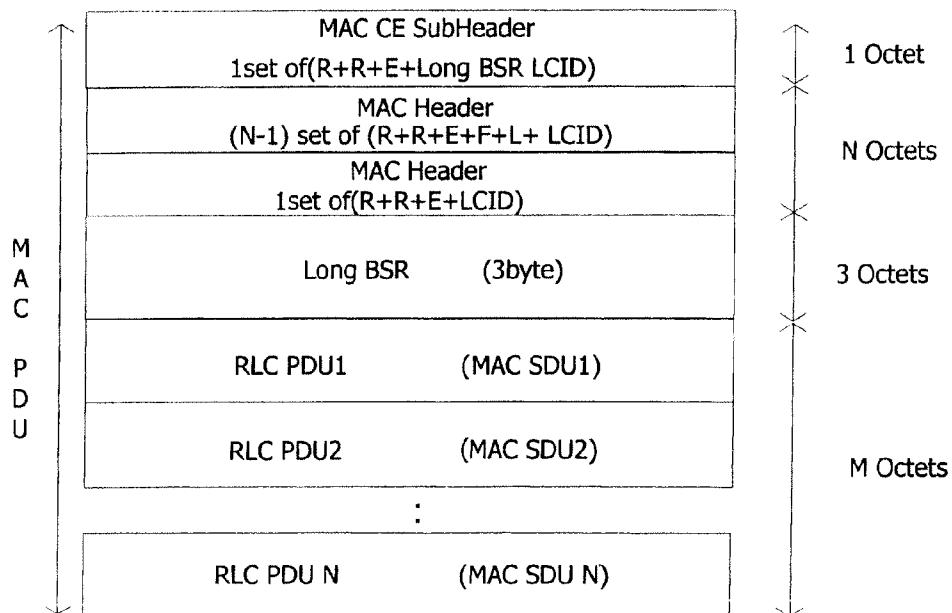 MAC CE SubHeader
1set of(R+R+E+Long BSR LCID)
1 Octet
MAC Header
(N-1) set of (R+R+E+F+L+ LCID)
N Octets
MAC Header
1set of(R+R+E+LCID)
MAC PDU
Long BSR (3byte)
3 Octets
RLC PDU1 (MAC SDU1)
RLC PDU2 (MAC SDU2)
M Octets
:
RLC PDU N (MAC SDU N)